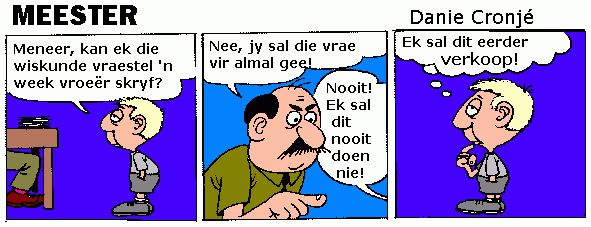 MEESTER
Danie Cronjé
Meneer, kan ek die
wiskunde vraestel 'n
week vroeër skryf?
Nee, jy sal die vrae
vir almal gee!
Nooit!
Ek sal
dit
nooit
doen
nie!
Ek sal dit eerder
verkoop!